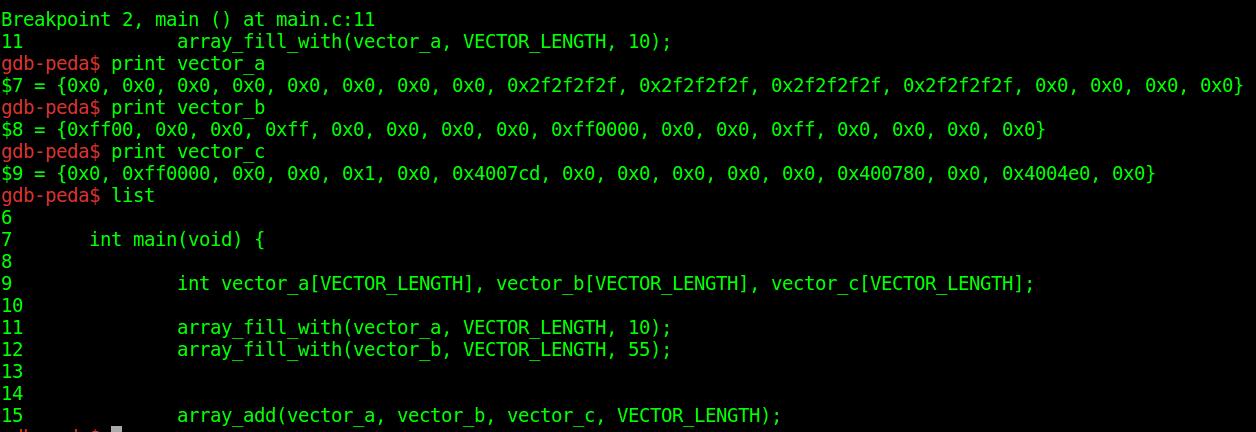 Breakpoint 2, main () at main.c:11
11              array_fill_with(vector_a, VECTOR_LENGTH, 10);
gdb-peda$ print vector_a
$7 = {0x0, 0x0, 0x0, 0x0, 0x0, 0x0, 0x0, 0x0, 0x2f2f2f2f, 0x2f2f2f2f, 0x2f2f2f2f, 0x2f2f2f2f, 0x0, 0x0, 0x0, 0x0}
gdb-peda$ print vector_b
$8 = {0xff00, 0x0, 0x0, 0xff, 0x0, 0x0, 0x0, 0x0, 0xff0000, 0x0, 0x0, 0xff, 0x0, 0x0, 0x0, 0x0}
gdb-peda$ print vector_c
$9 = {0x0, 0xff0000, 0x0, 0x0, 0x1, 0x0, 0x4007cd, 0x0, 0x0, 0x0, 0x0, 0x0, 0x400780, 0x0, 0x4004e0, 0x0}
gdb-peda$ list
6
7       int main(void) {
8
9               int vector_a[VECTOR_LENGTH], vector_b[VECTOR_LENGTH], vector_c[VECTOR_LENGTH];
10
11              array_fill_with(vector_a, VECTOR_LENGTH, 10);
12              array_fill_with(vector_b, VECTOR_LENGTH, 55);
13
14
15              array_add(vector_a, vector_b, vector_c, VECTOR_LENGTH);